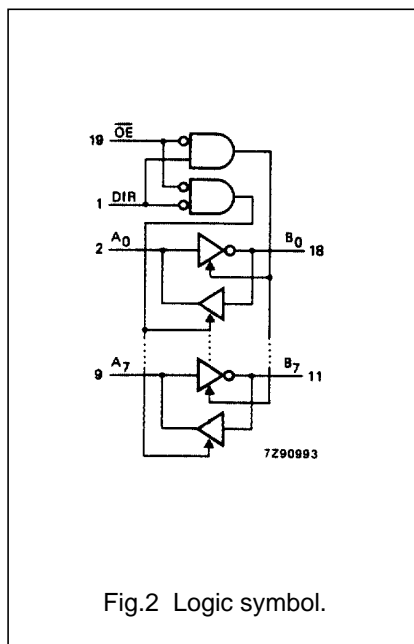 19 OE̅
1 DIR
2 A0 B0 18
9 A7 B7 11
7Z90993
Fig.2 Logic symbol.